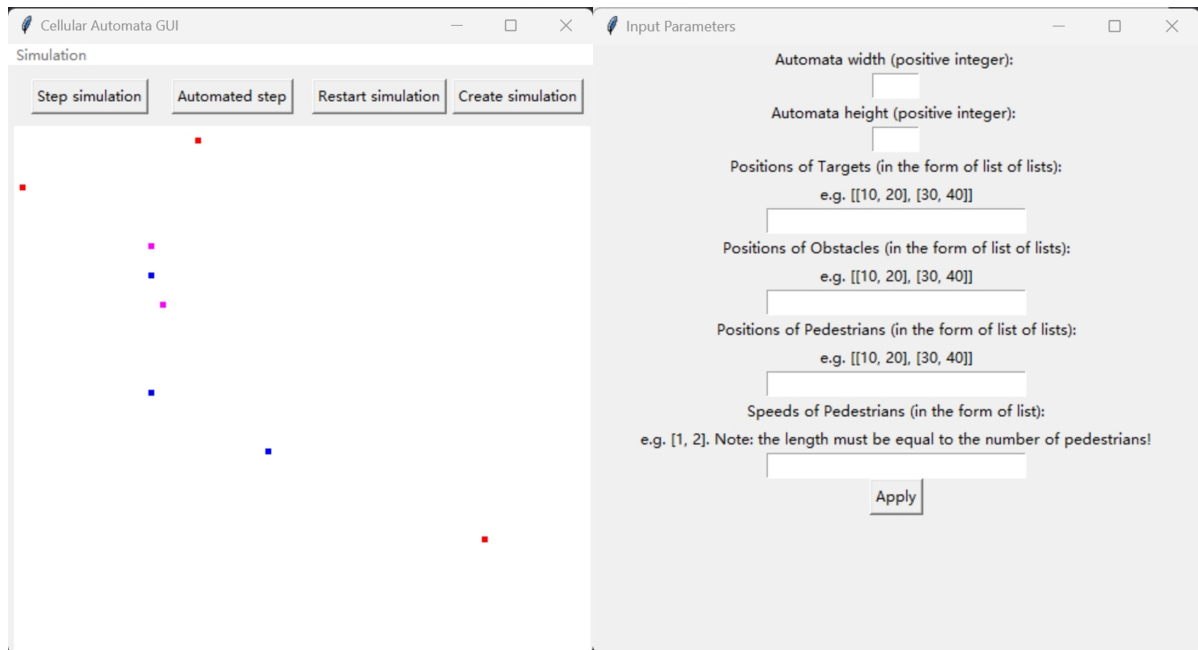 Cellular Automata GUI
Simulation
Step simulation
Automated step
Restart simulation
Create simulation
Input Parameters
Automata width (positive integer):
Automata height (positive integer):
Positions of Targets (in the form of list of lists):
e.g. [[10, 20], [30, 40]]
Positions of Obstacles (in the form of list of lists):
e.g. [[10, 20], [30, 40]]
Positions of Pedestrians (in the form of list of lists):
e.g. [[10, 20], [30, 40]]
Speeds of Pedestrians (in the form of list):
e.g. [1, 2]. Note: the length must be equal to the number of pedestrians!
Apply